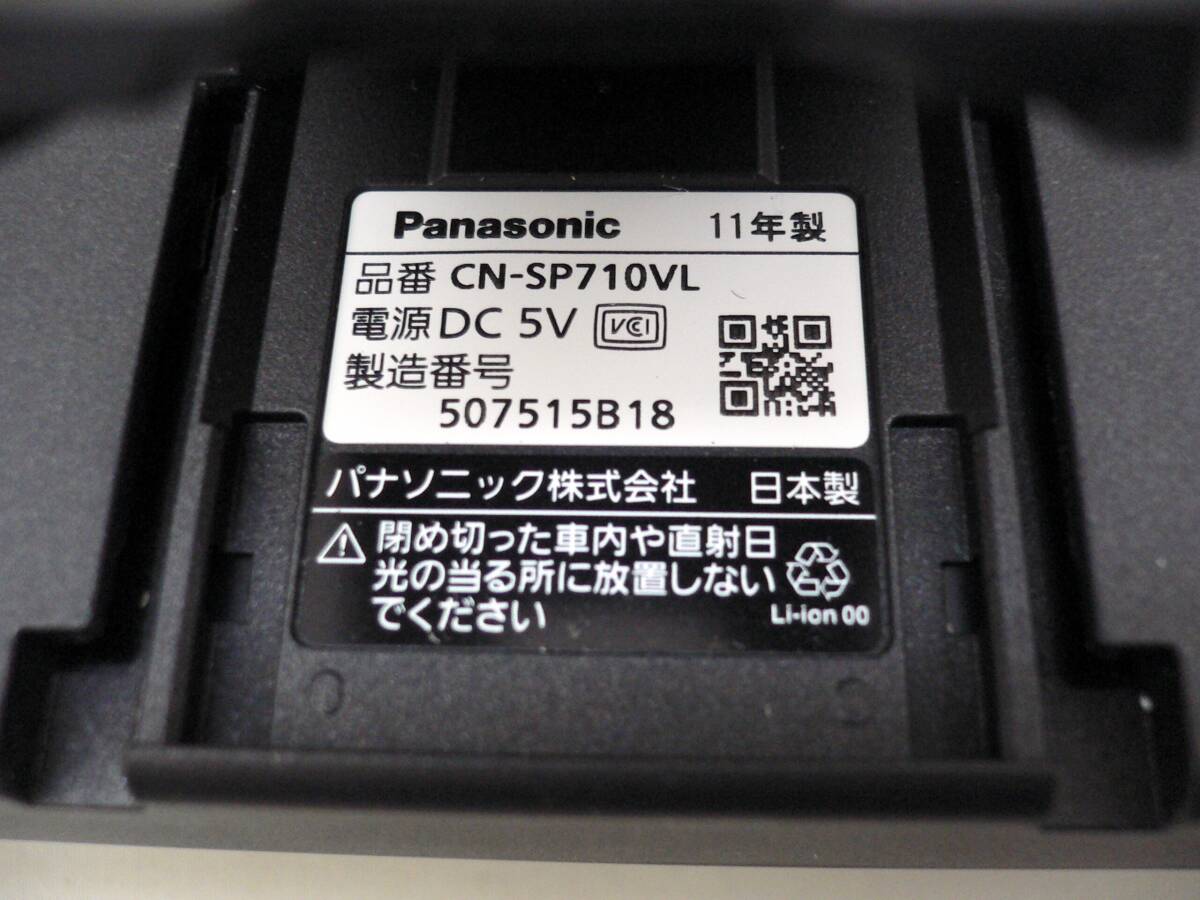 Panasonic 11年製
品番 CN-SP710VL
電源 DC 5V VCI
製造番号
507515B18
パナソニック株式会社 日本製
閉め切った車内や直射日
光の当る所に放置しない
でください
Li-ion 00